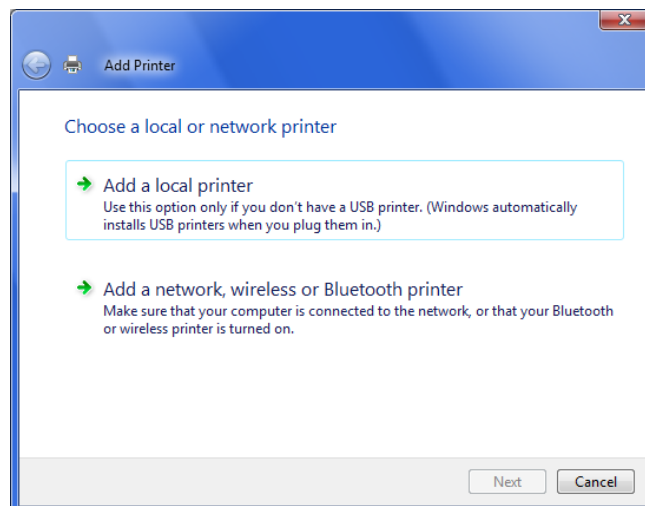 Add Printer
Choose a local or network printer
Add a local printer
Use this option only if you don't have a USB printer. (Windows automatically
installs USB printers when you plug them in.)
Add a network, wireless or Bluetooth printer
Make sure that your computer is connected to the network, or that your Bluetooth
or wireless printer is turned on.
Next Cancel